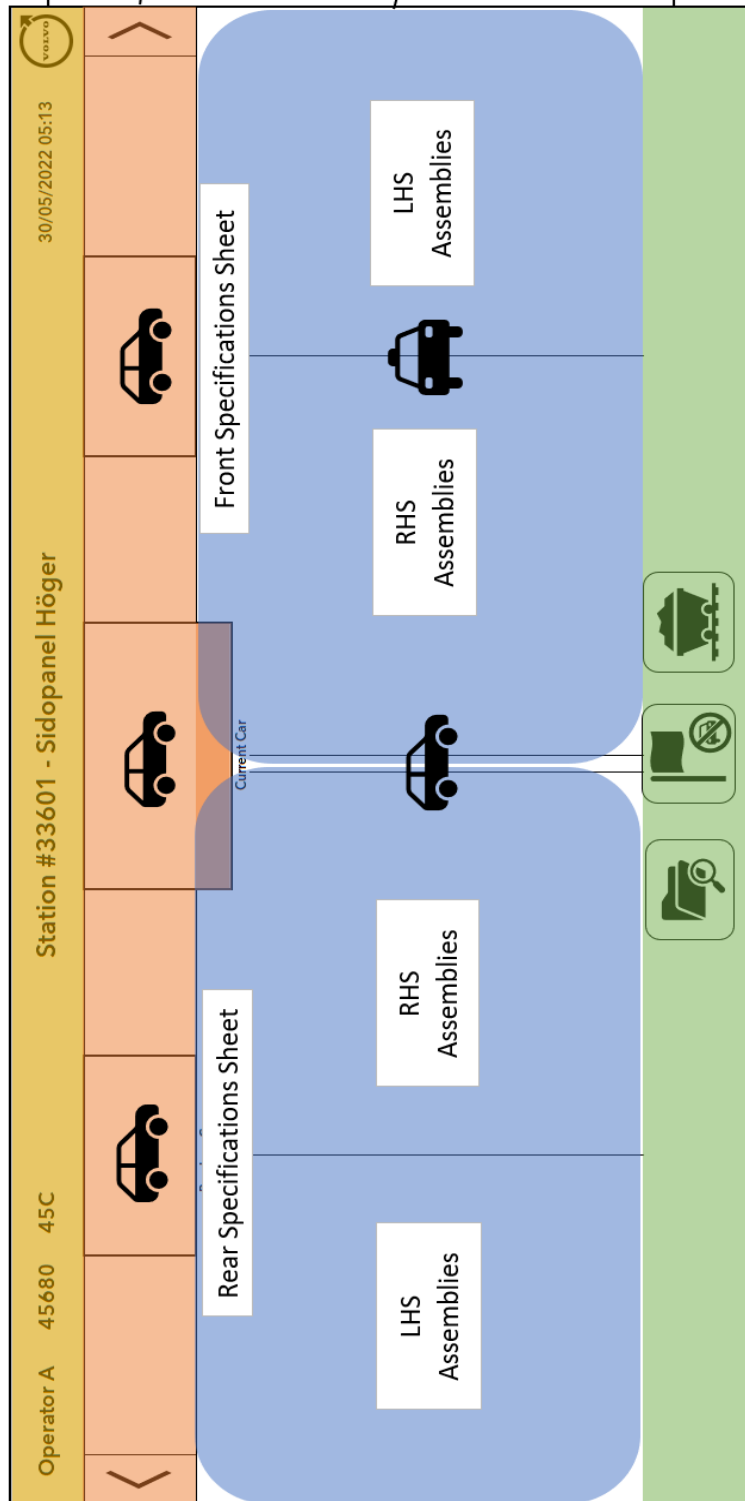 Operator A 45680 45C Station #33601 - Sidopanel Höger 30/05/2022 05:13 VOLVO
Current Car
Rear Specifications Sheet
Front Specifications Sheet
LHS
Assemblies
RHS
Assemblies
RHS
Assemblies
LHS
Assemblies